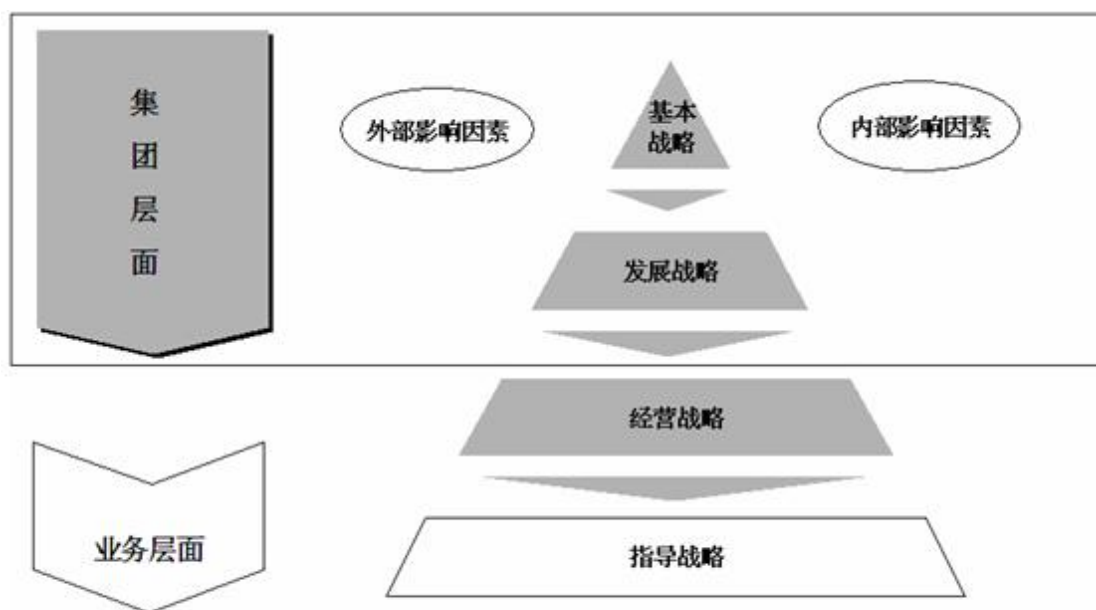 集
团
层
面
外部影响因素
基本
战略
内部影响因素
发展战略
经营战略
业务层面
指导战略